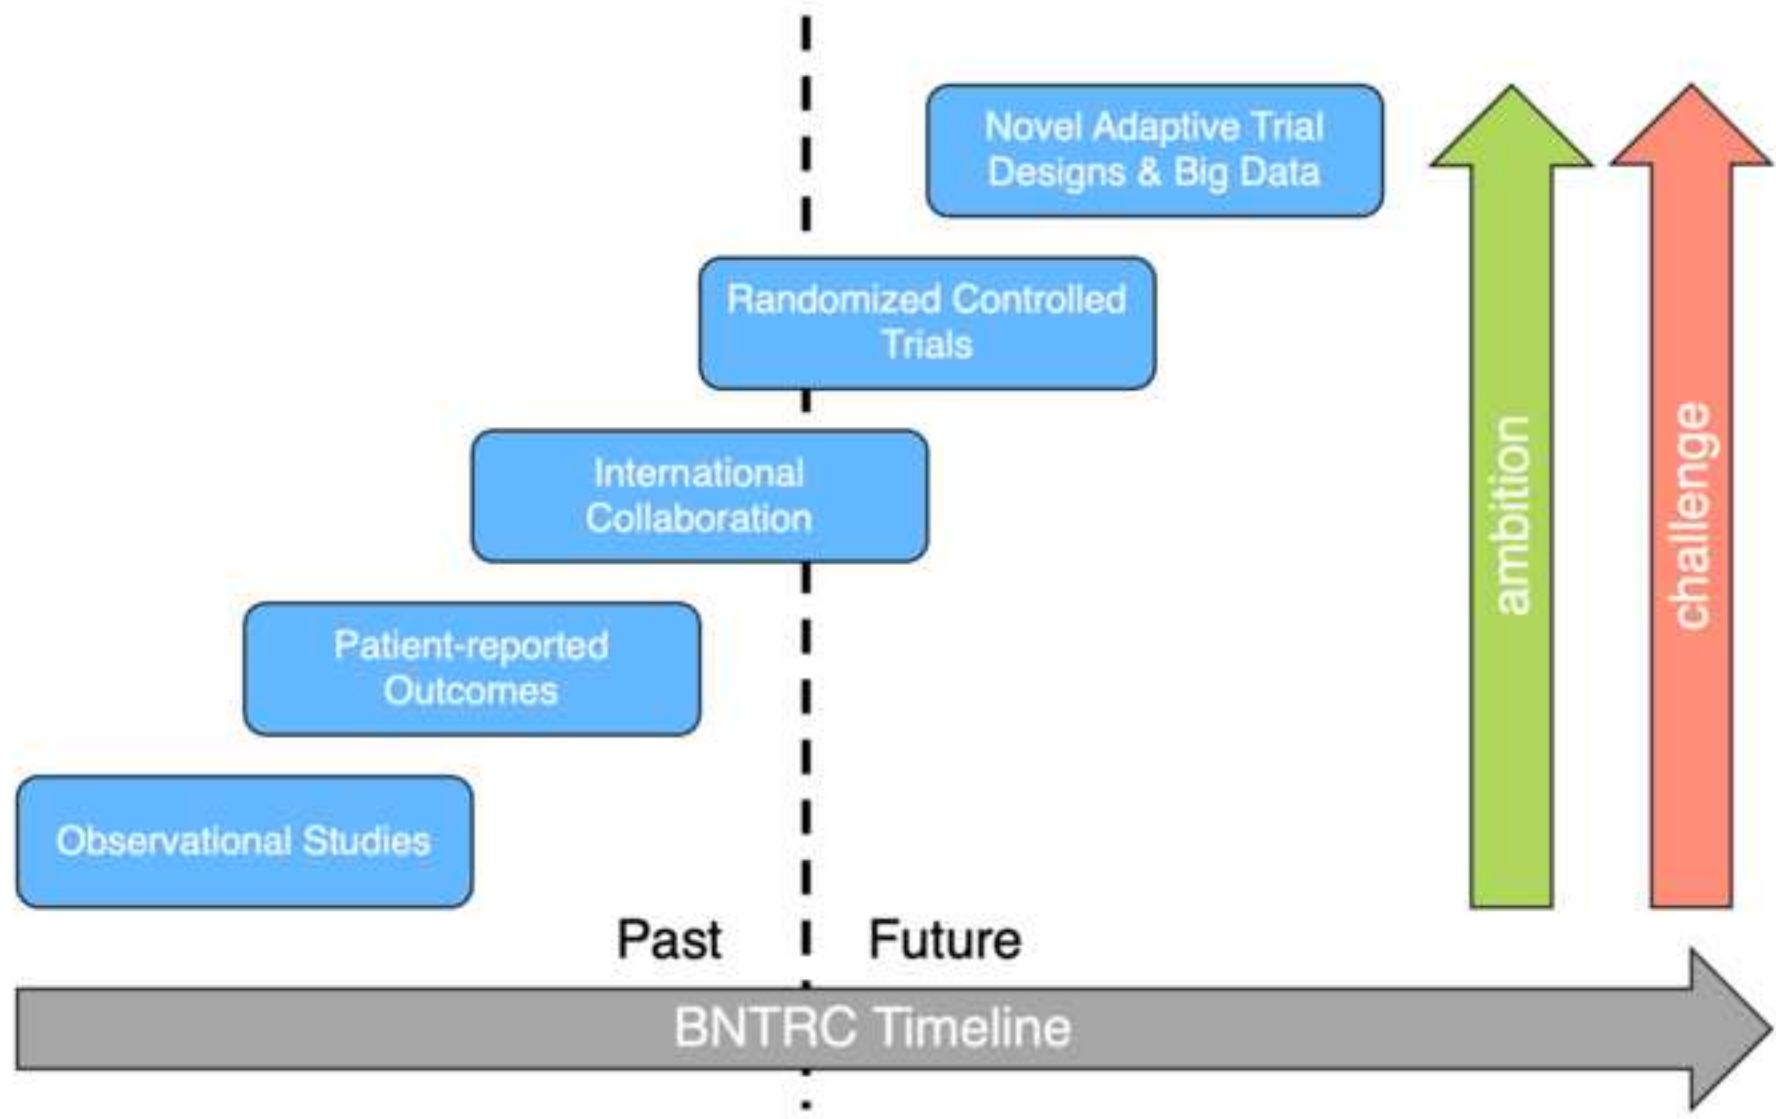 Novel Adaptive Trial
Designs & Big Data
Randomized Controlled
Trials
International
Collaboration
Patient-reported
Outcomes
Observational Studies
ambition
challenge
Past
Future
BNTRC Timeline